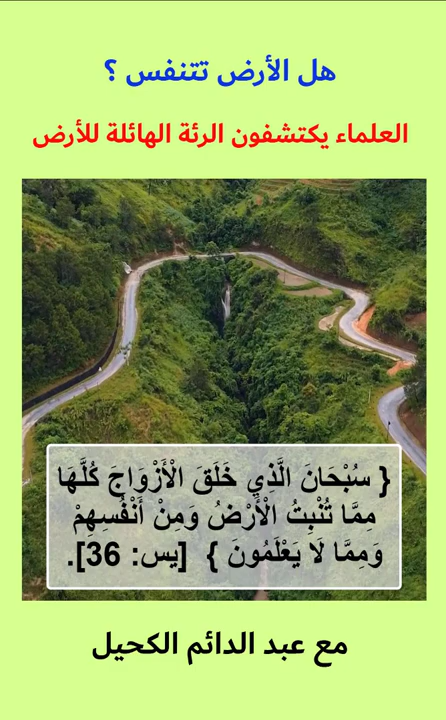 هل الأرض تتنفس ؟
العلماء يكتشفون الرئة الهائلة للأرض
{ سُبْحَانَ الَّذِي خَلَقَ الْأَزْوَاجَ كُلَّهَا
مِمَّا تُنْبِتُ الْأَرْضُ وَمِنْ أَنْفُسِهِمْ
وَمِمَّا لَا يَعْلَمُونَ } [يس: 36].
مع عبد الدائم الكحيل